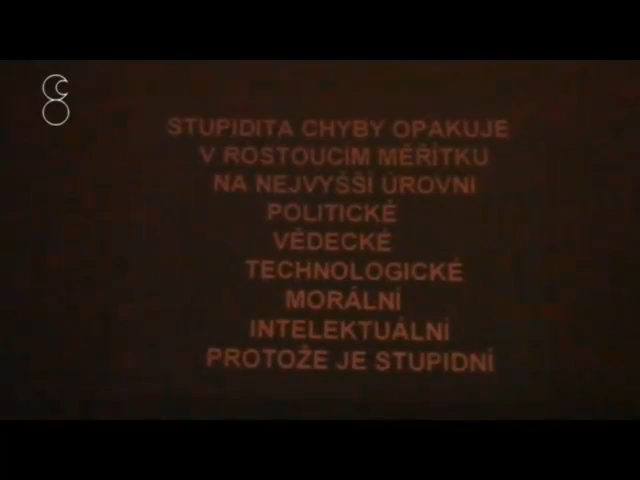 STUPIDITA CHYBY OPAKUJE
V ROSTOUCÍM MĚŘÍTKU
NA NEJVYŠŠÍ ÚROVNI
POLITICKÉ
VĚDECKÉ
TECHNOLOGICKÉ
MORÁLNÍ
INTELEKTUÁLNÍ
PROTOŽE JE STUPIDNÍ